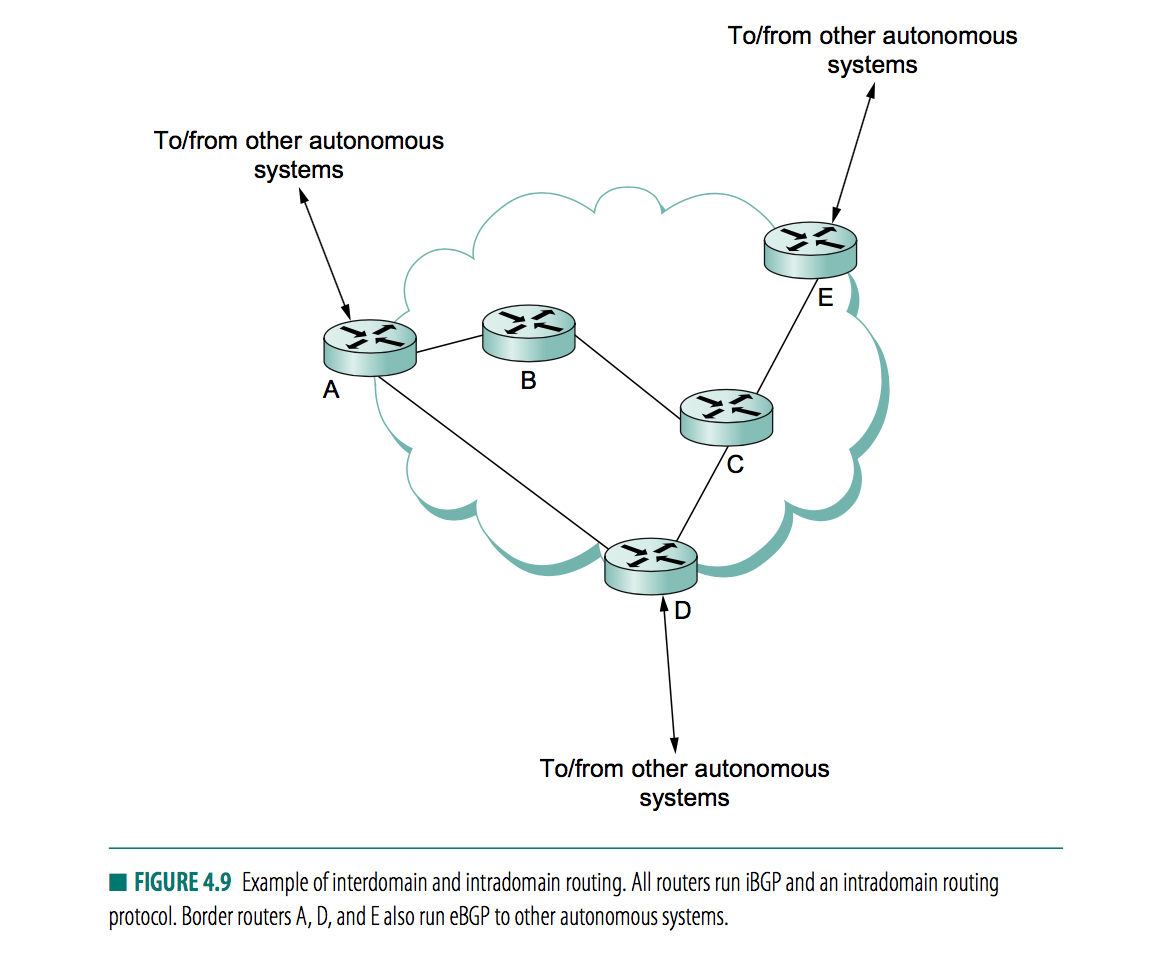 To/from other autonomous
systems
To/from other autonomous
systems
E
A
B
C
D
To/from other autonomous
systems
FIGURE 4.9 Example of interdomain and intradomain routing. All routers run iBGP and an intradomain routing
protocol. Border routers A, D, and E also run eBGP to other autonomous systems.